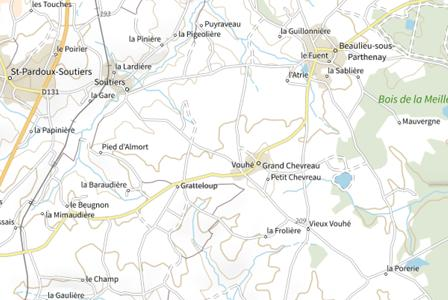 les Touches
193
Puyraveau
la Pinière
la Pigeolière
la Guillonnière
le Poirier
Beaulieu-sous-
Parthenay
le Fuent
St-Pardoux-Soutiers
la Lardière
l'Atrie
la Sablière
Soutiers
D131
la Gare
Bois de la Meille
la Papinière
Mauvergne
Pied d'Almort
Vouhé
Grand Chevreau
Petit Chevreau
la Baraudière
Gratteloup
le Beugnon
la Mimaudière
209
Vieux Vouhé
la Frolière
la Porerie
le Champ
la Gaulière